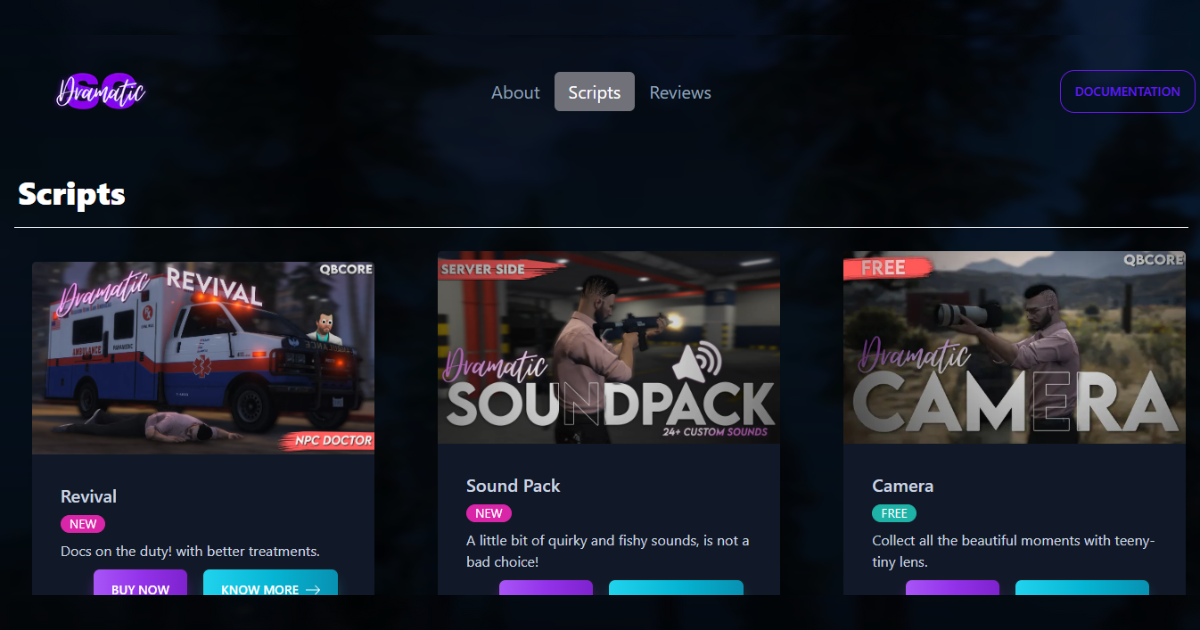 SC
Dramatic
About
Scripts
Reviews
DOCUMENTATION
Scripts
QBCORE
Dramatic
REVIVAL
AMBULANCE
PARAMEDIC
NPC DOCTOR
Revival
NEW
Docs on the duty! with better treatments.
BUY NOW
KNOW MORE →
SERVER SIDE
Dramatic
SOUNDPACK
24+ CUSTOM SOUNDS
Sound Pack
NEW
A little bit of quirky and fishy sounds, is not a
bad choice!
FREE
QBCORE
Dramatic
CAMERA
Camera
FREE
Collect all the beautiful moments with teeny-
tiny lens.